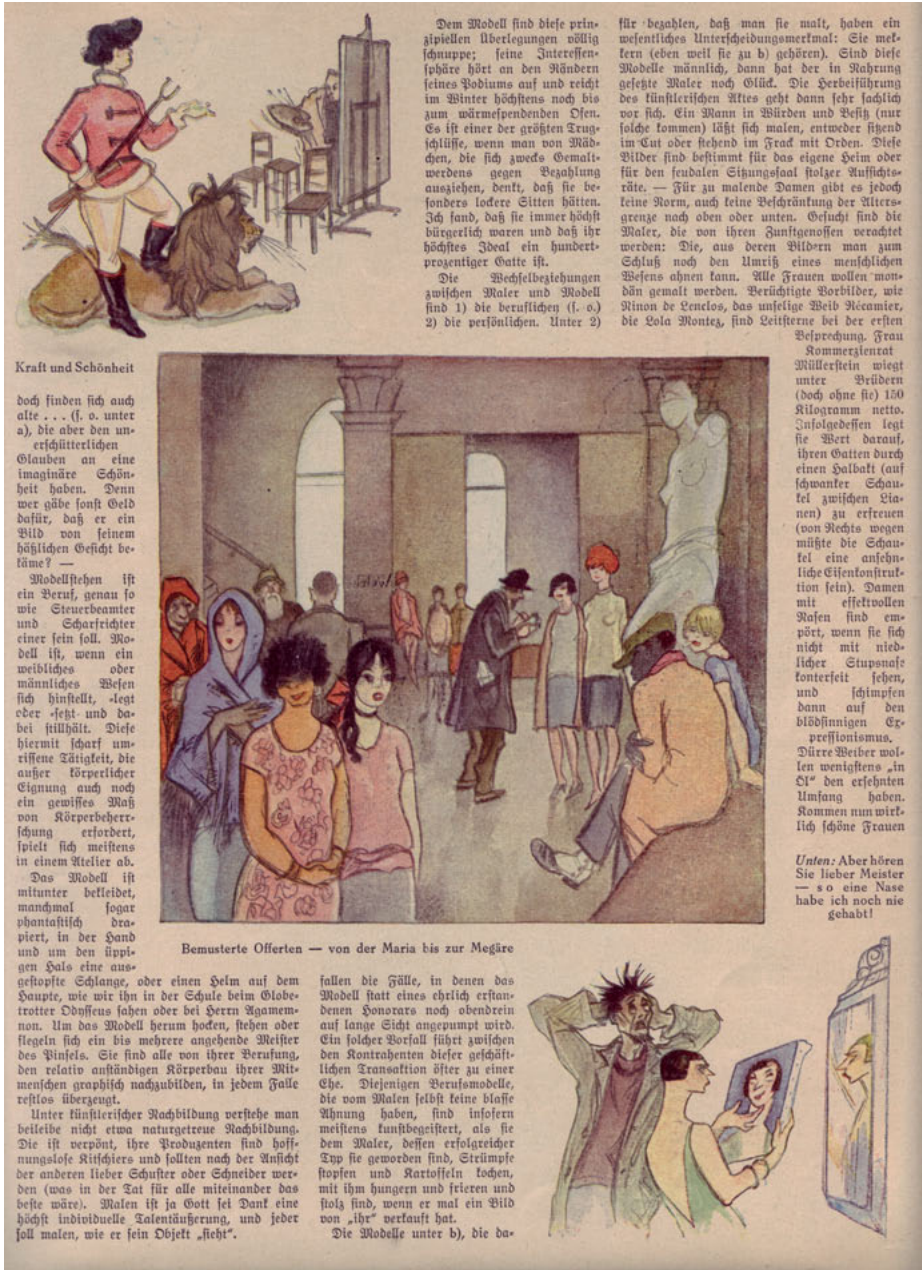 Kraft und Schönheit
doch finden sich auch
alte . . . (s. o. unter
a), die aber den un-
erschütterlichen
Glauben an eine
imaginäre Schön-
heit haben. Denn
wer gäbe sonst Geld
dafür, daß er ein
Bild von seinem
häßlichen Gesicht be-
käme? —
Modellstehen ist
ein Beruf, genau so
wie Steuerbeamter
und Scharfrichter
einer sein soll. Mo-
dell ist, wenn ein
weibliches oder
männliches Wesen
sich hinstellt, -legt
oder -setzt und da-
bei stillhält. Diese
hiermit scharf um-
rissene Tätigkeit, die
außer körperlicher
Eignung auch noch
ein gewisses Maß
von Körperbeherr-
schung erfordert,
spielt sich meistens
in einem Atelier ab.
Das Modell ist
mitunter bekleidet,
manchmal sogar
phantastisch dra-
piert, in der Hand
und um den üppi-
gen Hals eine aus-
gestopfte Schlange, oder einen Helm auf dem
Haupte, wie wir ihn in der Schule beim Globe-
trotter Odysseus sahen oder bei Herrn Agamem-
non. Um das Modell herum hocken, stehen oder
flegeln sich ein bis mehrere angehende Meister
des Pinsels. Sie sind alle von ihrer Berufung,
den relativ anständigen Körperbau ihrer Mit-
menschen graphisch nachzubilden, in jedem Falle
restlos überzeugt.
Unter künstlerischer Nachbildung verstehe man
beileibe nicht etwa naturgetreue Nachbildung.
Die ist verpönt, ihre Produzenten sind hoff-
nungslose Kitschiers und sollten nach der Ansicht
der anderen lieber Schuster oder Schneider wer-
den (was in der Tat für alle miteinander das
beste wäre). Malen ist ja Gott sei Dank eine
höchst individuelle Talentäußerung, und jeder
soll malen, wie er sein Objekt „sieht".
Dem Modell sind diese prin-
zipiellen Überlegungen völlig
schnuppe; seine Interessen-
sphäre hört an den Rändern
seines Podiums auf und reicht
im Winter höchstens noch bis
zum wärmespendenden Ofen.
Es ist einer der größten Trug-
schlüsse, wenn man von Mäd-
chen, die sich zwecks Gemalt-
werdens gegen Bezahlung
ausziehen, denkt, daß sie be-
sonders lockere Sitten hätten.
Ich fand, daß sie immer höchst
bürgerlich waren und daß ihr
höchstes Ideal ein hundert-
prozentiger Gatte ist.
Die Wechselbeziehungen
zwischen Maler und Modell
sind 1) die beruflichen (s. o.)
2) die persönlichen. Unter 2)
Bemusterte Offerten — von der Maria bis zur Megäre
fallen die Fälle, in denen das
Modell statt eines ehrlich erstan-
denen Honorars noch obendrein
auf lange Sicht angepumpt wird.
Ein solcher Vorfall führt zwischen
den Kontrahenten dieser geschäft-
lichen Transaktion öfter zu einer
Ehe. Diejenigen Berufsmodelle,
die vom Malen selbst keine blasse
Ahnung haben, sind insofern
meistens kunstbegeistert, als sie
dem Maler, dessen erfolgreicher
Typ sie geworden sind, Strümpfe
stopfen und Kartoffeln kochen,
mit ihm hungern und frieren und
stolz sind, wenn er mal ein Bild
von „ihr" verkauft hat.
Die Modelle unter b), die da-
für bezahlen, daß man sie malt, haben ein
wesentliches Unterscheidungsmerkmal: Sie mek-
kern (eben weil sie zu b) gehören). Sind diese
Modelle männlich, dann hat der in Nahrung
gesetzte Maler noch Glück. Die Herbeiführung
des künstlerischen Aktes geht dann sehr sachlich
vor sich. Ein Mann in Würden und Besitz (nur
solche kommen) läßt sich malen, entweder sitzend
im Cut oder stehend im Frack mit Orden. Diese
Bilder sind bestimmt für das eigene Heim oder
für den feudalen Sitzungssaal stolzer Aufsichts-
räte. — Für zu malende Damen gibt es jedoch
keine Norm, auch keine Beschränkung der Alters-
grenze nach oben oder unten. Gesucht sind die
Maler, die von ihren Zunftgenossen verachtet
werden: Die, aus deren Bildern man zum
Schluß noch den Umriß eines menschlichen
Wesens ahnen kann. Alle Frauen wollen mon-
dän gemalt werden. Berüchtigte Vorbilder, wie
Ninon de Lenclos, das unselige Weib Récamier,
die Lola Montez, sind Leitsterne bei der ersten
Besprechung. Frau
Kommerzienrat
Müllerstein wiegt
unter Brüdern
(doch ohne sie) 150
Kilogramm netto.
Infolgedessen legt
sie Wert darauf,
ihren Gatten durch
einen Halbakt (auf
schwanker Schau-
kel zwischen Lia-
nen) zu erfreuen
(von Rechts wegen
müßte die Schau-
kel eine ansehn-
liche Eisenkonstruk-
tion sein). Damen
mit effektvollen
Nasen sind em-
pört, wenn sie sich
nicht mit nied-
licher Stupsnase
konterfeit sehen,
und schimpfen
dann auf den
blödsinnigen Ex-
pressionismus.
Dürre Weiber wol-
len wenigstens „in
Öl" den ersehnten
Umfang haben.
Kommen nun wirk-
lich schöne Frauen
Unten: Aber hören
Sie lieber Meister
— so eine Nase
habe ich noch nie
gehabt!